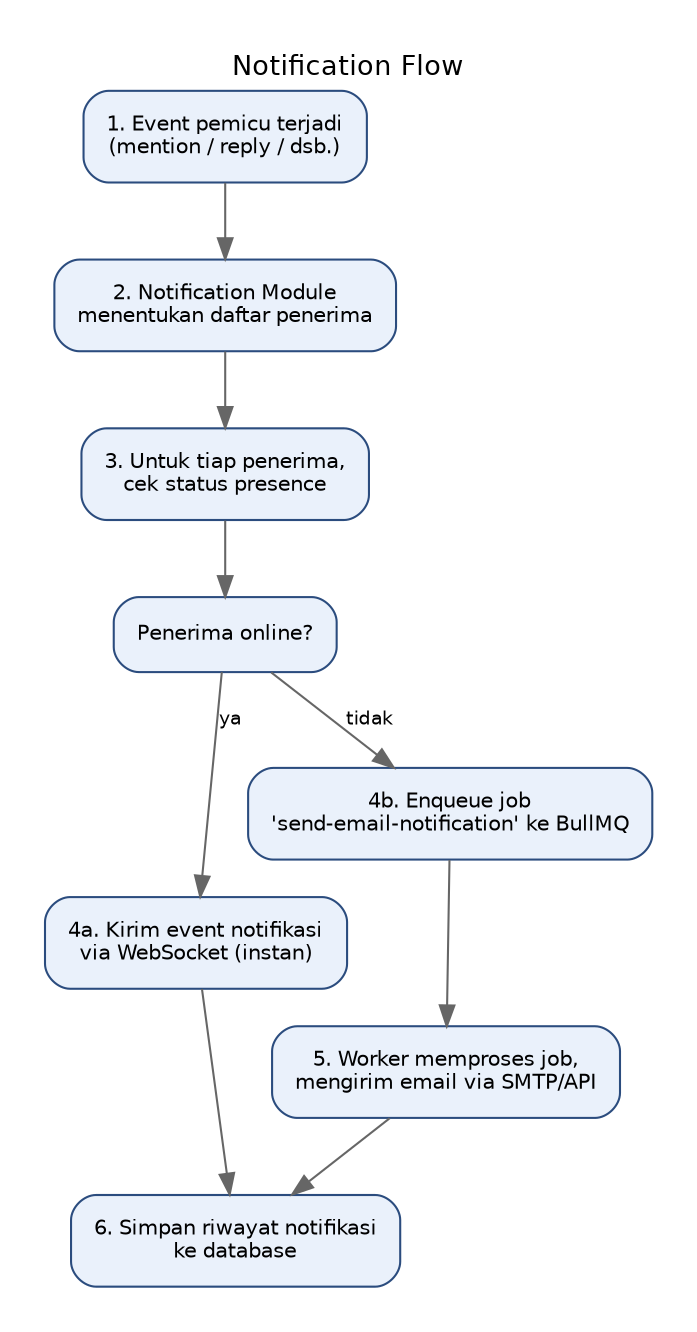 Notification Flow
1. Event pemicu terjadi
(mention / reply / dsb.)
2. Notification Module
menentukan daftar penerima
3. Untuk tiap penerima,
cek status presence
Penerima online?
ya
tidak
4b. Enqueue job
'send-email-notification' ke BullMQ
4a. Kirim event notifikasi
via WebSocket (instan)
5. Worker memproses job,
mengirim email via SMTP/API
6. Simpan riwayat notifikasi
ke database